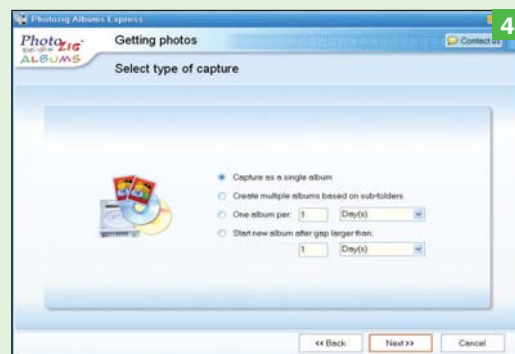 Photozig Albums Express
4
Photozig
ALBUMS
Getting photos
Contact us
Select type of capture
Capture as a single album
Create multiple albums based on sub-folders
One album per: 1 Day(s)
Start new album after gap larger than:
1 Day(s)
<< Back
Next >>
Cancel